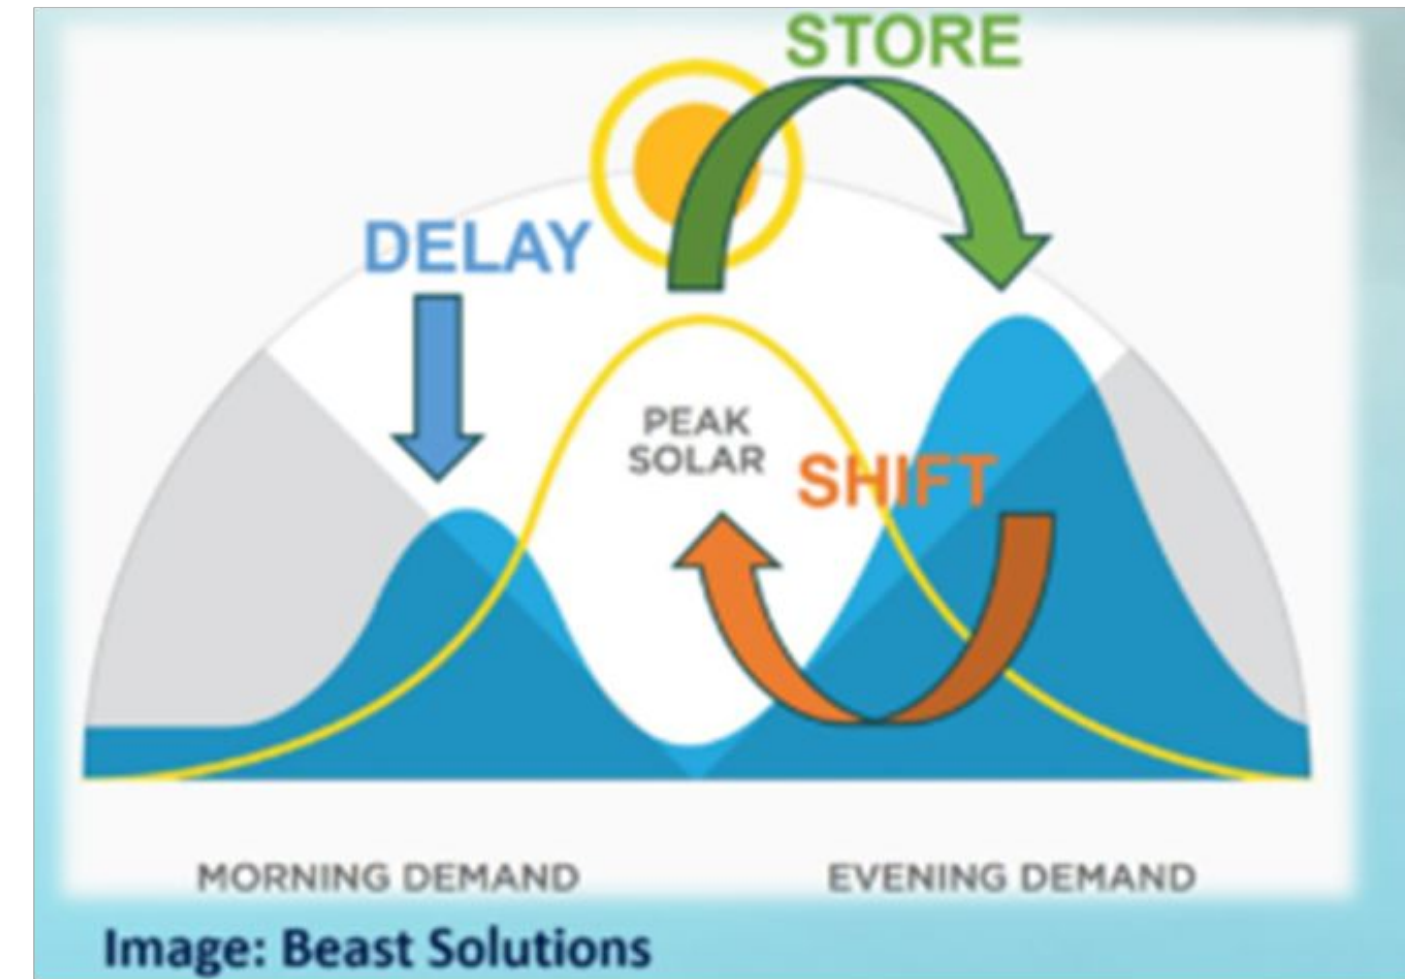 STORE
DELAY
PEAK
SOLAR
SHIFT
MORNING DEMAND
EVENING DEMAND
Image: Beast Solutions